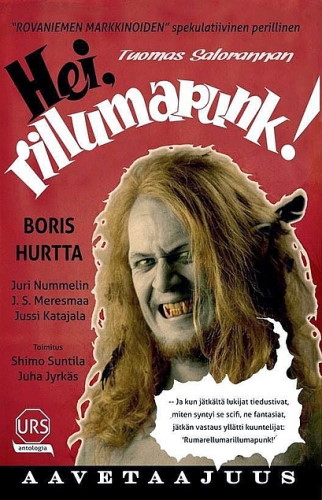 "ROVANIEMEN MARKKINOIDEN" spekulatiivinen perillinen
Tuomas Salorannan
Hei,
rillumapunk!
BORIS
HURTTA
Juri Nummelin
J. S. Meresmaa
Jussi Katajala
Toimitus
Shimo Suntila
Juha Jyrkäs
URS
antologia
-- Ja kun jätkältä lukijat tiedustivat,
miten syntyi se scifi, ne fantasiat,
jätkän vastaus yllätti kuuntelijat:
'Rumarellumarillumapunk!'
AAVETAAJUUS